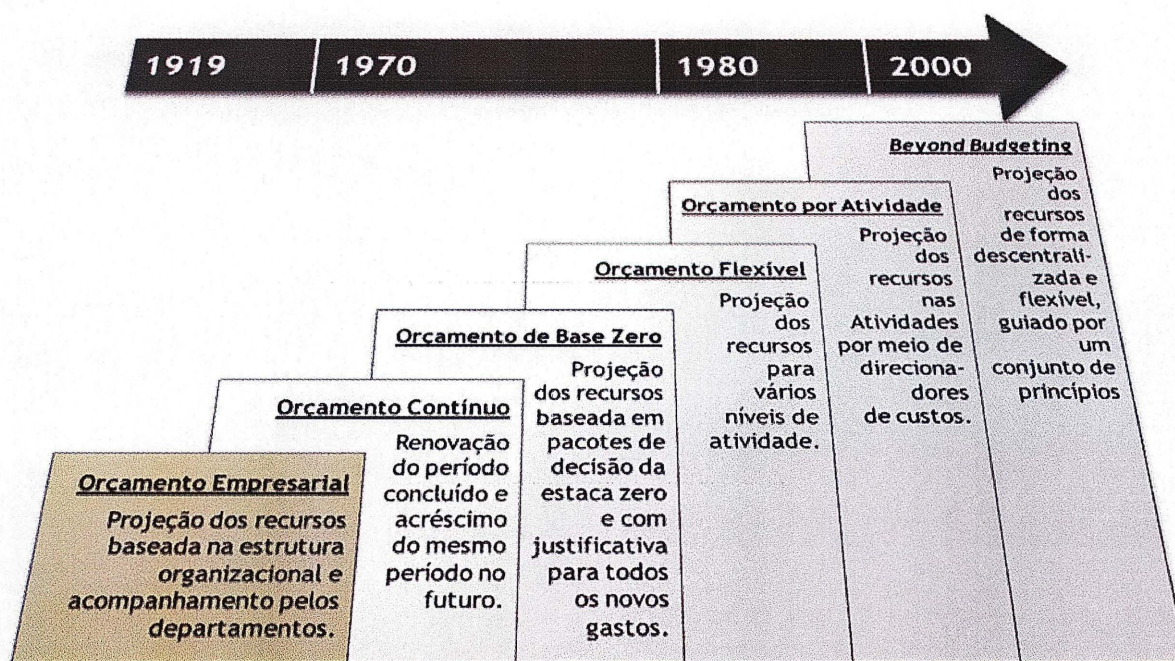 1919
1970
1980
2000
Orçamento Empresarial
Projeção dos recursos
baseada na estrutura
organizacional e
acompanhamento pelos
departamentos.
Orçamento Contínuo
Renovação
do período
concluído e
acréscimo
do mesmo
período no
futuro.
Orçamento de Base Zero
Projeção
dos recursos
baseada em
pacotes de
decisão da
estaca zero
e com
justificativa
para todos
os novos
gastos.
Orçamento Flexível
Projeção
dos
recursos
para
vários
níveis de
atividade.
Orçamento por Atividade
Projeção
dos
recursos
nas
Atividades
por meio de
direciona-
dores
de custos.
Beyond Budgeting
Projeção
dos
recursos
de forma
descentrali-
zada e
flexível,
guiado por
um
conjunto de
princípios